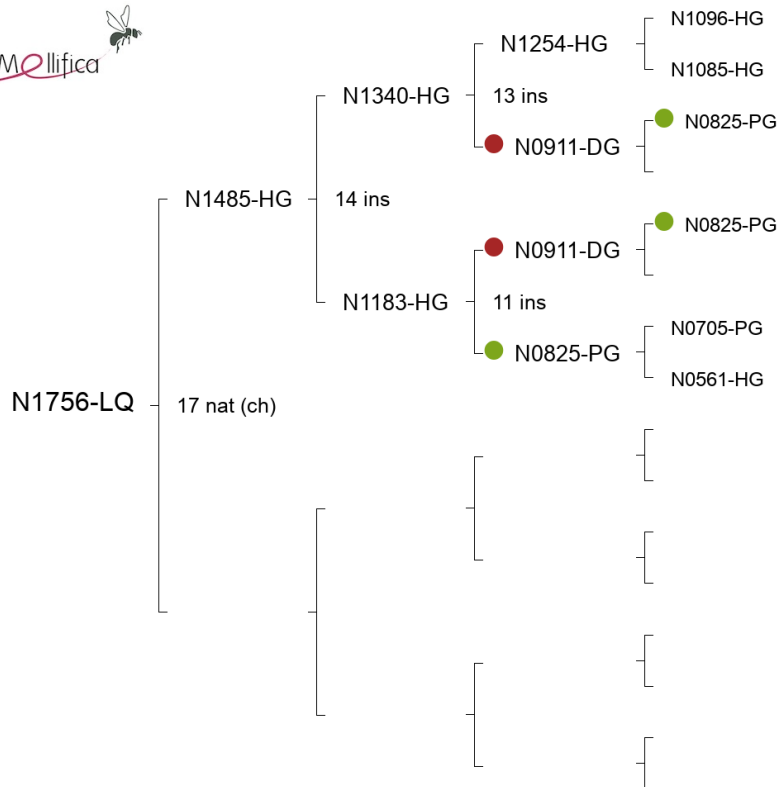 Mellifica
N1096-HG
N1254-HG
N1085-HG
N1340-HG
13 ins
N0825-PG
N0911-DG
N1485-HG
14 ins
N0825-PG
N0911-DG
N1183-HG
11 ins
N0705-PG
N0825-PG
N0561-HG
N1756-LQ
17 nat (ch)